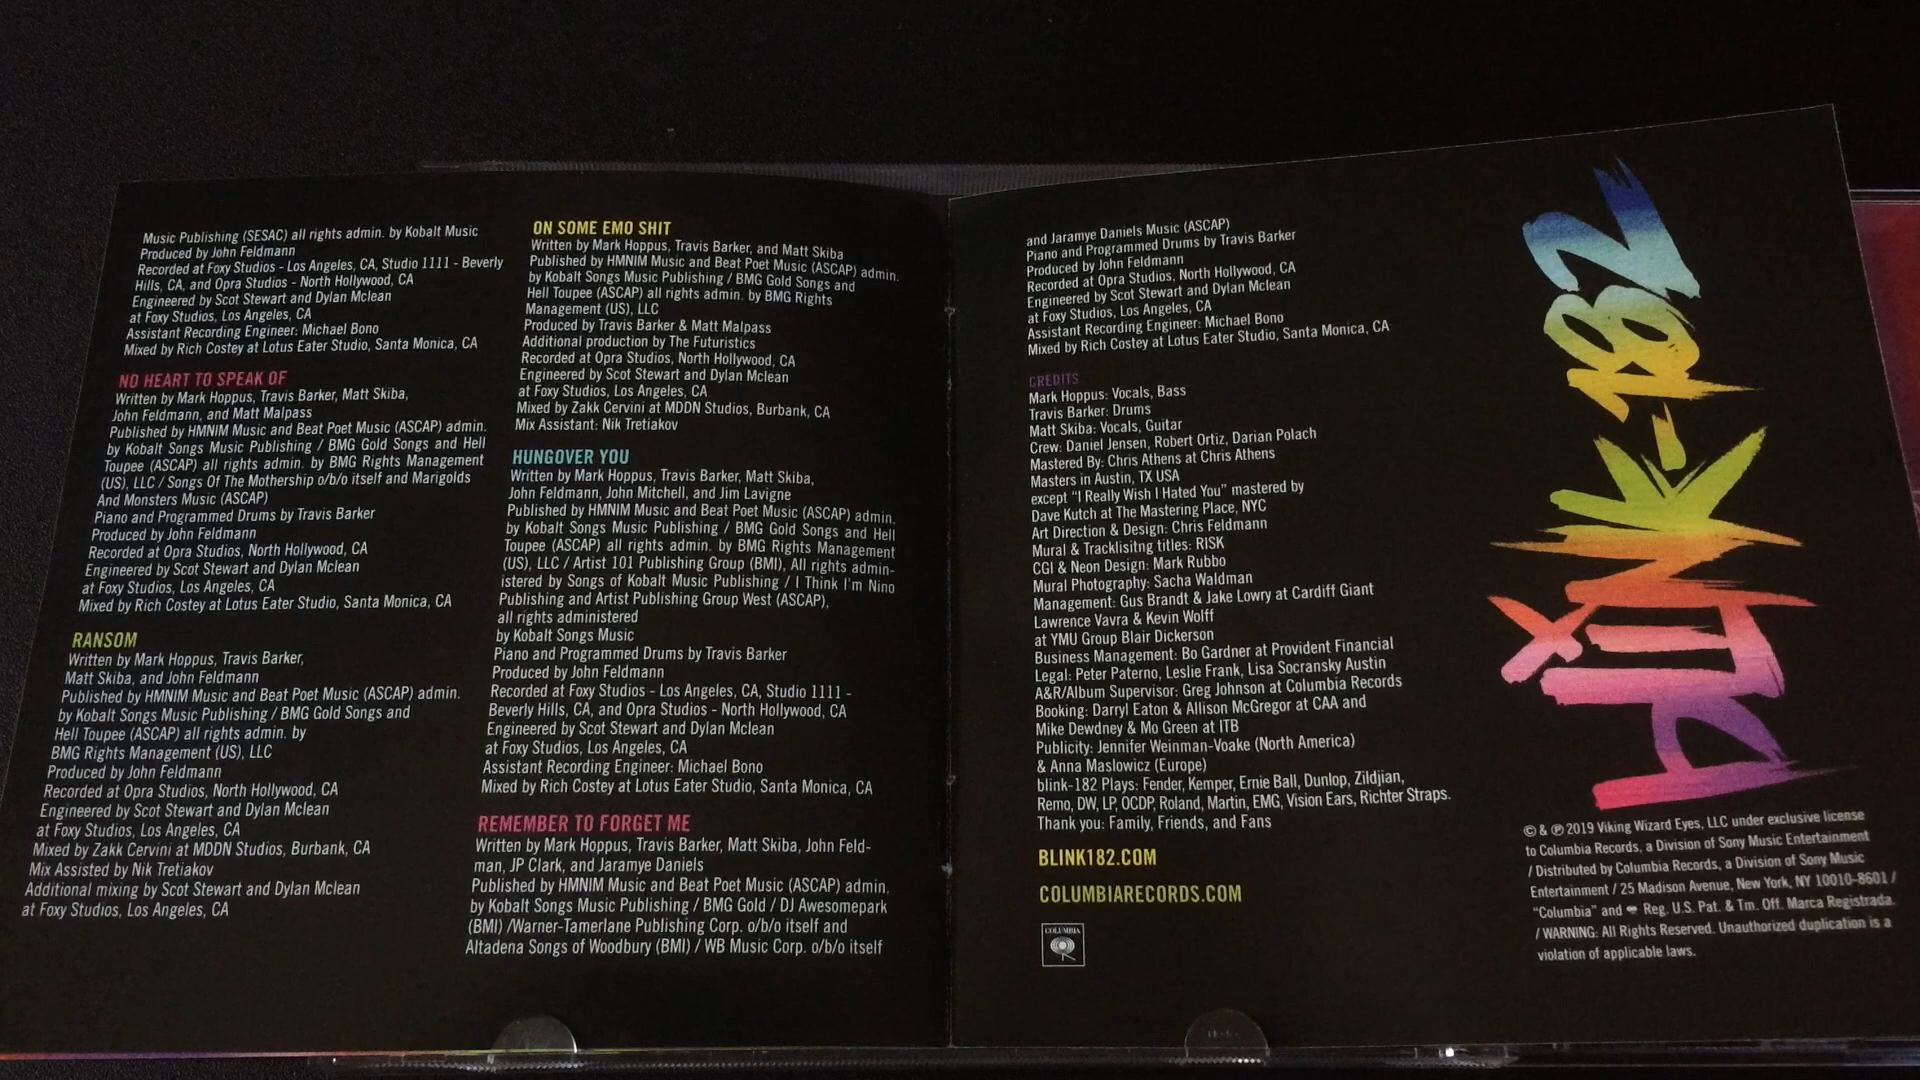 Music Publishing (SESAC) all rights admin. by Kobalt Music
Produced by John Feldmann
Recorded at Foxy Studios - Los Angeles, CA, Studio 1111 - Beverly
Hills, CA, and Opra Studios - North Hollywood, CA
Engineered by Scot Stewart and Dylan Mclean
at Foxy Studios, Los Angeles, CA
Assistant Recording Engineer: Michael Bono
Mixed by Rich Costey at Lotus Eater Studio, Santa Monica, CA
NO HEART TO SPEAK OF
Written by Mark Hoppus, Travis Barker, Matt Skiba,
John Feldmann, and Matt Malpass
Published by HMNIM Music and Beat Poet Music (ASCAP) admin.
by Kobalt Songs Music Publishing / BMG Gold Songs and Hell
Toupee (ASCAP) all rights admin. by BMG Rights Management
(US), LLC / Songs Of The Mothership o/b/o itself and Marigolds
And Monsters Music (ASCAP)
Piano and Programmed Drums by Travis Barker
Produced by John Feldmann
Recorded at Opra Studios, North Hollywood, CA
Engineered by Scot Stewart and Dylan Mclean
at Foxy Studios, Los Angeles, CA
Mixed by Rich Costey at Lotus Eater Studio, Santa Monica, CA
RANSOM
Written by Mark Hoppus, Travis Barker,
Matt Skiba, and John Feldmann
Published by HMNIM Music and Beat Poet Music (ASCAP) admin.
by Kobalt Songs Music Publishing / BMG Gold Songs and
Hell Toupee (ASCAP) all rights admin. by
BMG Rights Management (US), LLC
Produced by John Feldmann
Recorded at Opra Studios, North Hollywood, CA
Engineered by Scot Stewart and Dylan Mclean
at Foxy Studios, Los Angeles, CA
Mixed by Zakk Cervini at MDDN Studios, Burbank, CA
Mix Assisted by Nik Tretiakov
Additional mixing by Scot Stewart and Dylan Mclean
at Foxy Studios, Los Angeles, CA
ON SOME EMO SHIT
Written by Mark Hoppus, Travis Barker, and Matt Skiba
Published by HMNIM Music and Beat Poet Music (ASCAP) admin.
by Kobalt Songs Music Publishing / BMG Gold Songs and
Hell Toupee (ASCAP) all rights admin. by BMG Rights
Management (US), LLC
Produced by Travis Barker & Matt Malpass
Additional production by The Futuristics
Recorded at Opra Studios, North Hollywood, CA
Engineered by Scot Stewart and Dylan Mclean
at Foxy Studios, Los Angeles, CA
Mixed by Zakk Cervini at MDDN Studios, Burbank, CA
Mix Assistant: Nik Tretiakov
HUNGOVER YOU
Written by Mark Hoppus, Travis Barker, Matt Skiba,
John Feldmann, John Mitchell, and Jim Lavigne
Published by HMNIM Music and Beat Poet Music (ASCAP) admin.
by Kobalt Songs Music Publishing / BMG Gold Songs and Hell
Toupee (ASCAP) all rights admin. by BMG Rights Management
(US), LLC / Artist 101 Publishing Group (BMI), All rights admin-
istered by Songs of Kobalt Music Publishing / I Think I'm Nino
Publishing and Artist Publishing Group West (ASCAP),
all rights administered
by Kobalt Songs Music
Piano and Programmed Drums by Travis Barker
Produced by John Feldmann
Recorded at Foxy Studios - Los Angeles, CA, Studio 1111 -
Beverly Hills, CA, and Opra Studios - North Hollywood, CA
Engineered by Scot Stewart and Dylan Mclean
at Foxy Studios, Los Angeles, CA
Assistant Recording Engineer: Michael Bono
Mixed by Rich Costey at Lotus Eater Studio, Santa Monica, CA
REMEMBER TO FORGET ME
Written by Mark Hoppus, Travis Barker, Matt Skiba, John Feld-
man, JP Clark, and Jaramye Daniels
Published by HMNIM Music and Beat Poet Music (ASCAP) admin.
by Kobalt Songs Music Publishing / BMG Gold / DJ Awesomepark
(BMI) /Warner-Tamerlane Publishing Corp. o/b/o itself and
Altadena Songs of Woodbury (BMI) / WB Music Corp. o/b/o itself
and Jaramye Daniels Music (ASCAP)
Piano and Programmed Drums by Travis Barker
Produced by John Feldmann
Recorded at Opra Studios, North Hollywood, CA
Engineered by Scot Stewart and Dylan Mclean
at Foxy Studios, Los Angeles, CA
Assistant Recording Engineer: Michael Bono
Mixed by Rich Costey at Lotus Eater Studio, Santa Monica, CA
CREDITS
Mark Hoppus: Vocals, Bass
Travis Barker: Drums
Matt Skiba: Vocals, Guitar
Crew: Daniel Jensen, Robert Ortiz, Darian Polach
Mastered By: Chris Athens at Chris Athens
Masters in Austin, TX USA
except “I Really Wish I Hated You” mastered by
Dave Kutch at The Mastering Place, NYC
Art Direction & Design: Chris Feldmann
Mural & Tracklisitng titles: RISK
CGI & Neon Design: Mark Rubbo
Mural Photography: Sacha Waldman
Management: Gus Brandt & Jake Lowry at Cardiff Giant
Lawrence Vavra & Kevin Wolff
at YMU Group Blair Dickerson
Business Management: Bo Gardner at Provident Financial
Legal: Peter Paterno, Leslie Frank, Lisa Socransky Austin
A&R/Album Supervisor: Greg Johnson at Columbia Records
Booking: Darryl Eaton & Allison McGregor at CAA and
Mike Dewdney & Mo Green at ITB
Publicity: Jennifer Weinman-Voake (North America)
& Anna Maslowicz (Europe)
blink-182 Plays: Fender, Kemper, Ernie Ball, Dunlop, Zildjian,
Remo, DW, LP, OCDP, Roland, Martin, EMG, Vision Ears, Richter Straps.
Thank you: Family, Friends, and Fans
BLINK182.COM
COLUMBIARECORDS.COM
COLUMBIA
blink-182
© & ℗ 2019 Viking Wizard Eyes, LLC under exclusive license
to Columbia Records, a Division of Sony Music Entertainment
/ Distributed by Columbia Records, a Division of Sony Music
Entertainment / 25 Madison Avenue, New York, NY 10010-8601 /
“Columbia” and Reg. U.S. Pat. & Tm. Off. Marca Registrada.
/ WARNING: All Rights Reserved. Unauthorized duplication is a
violation of applicable laws.